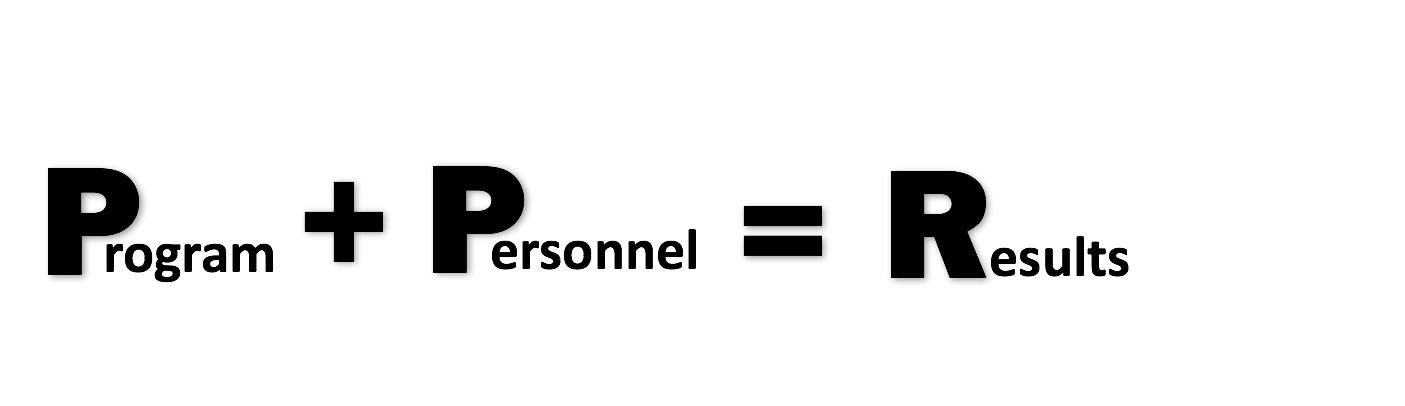 Program + Personnel = Results